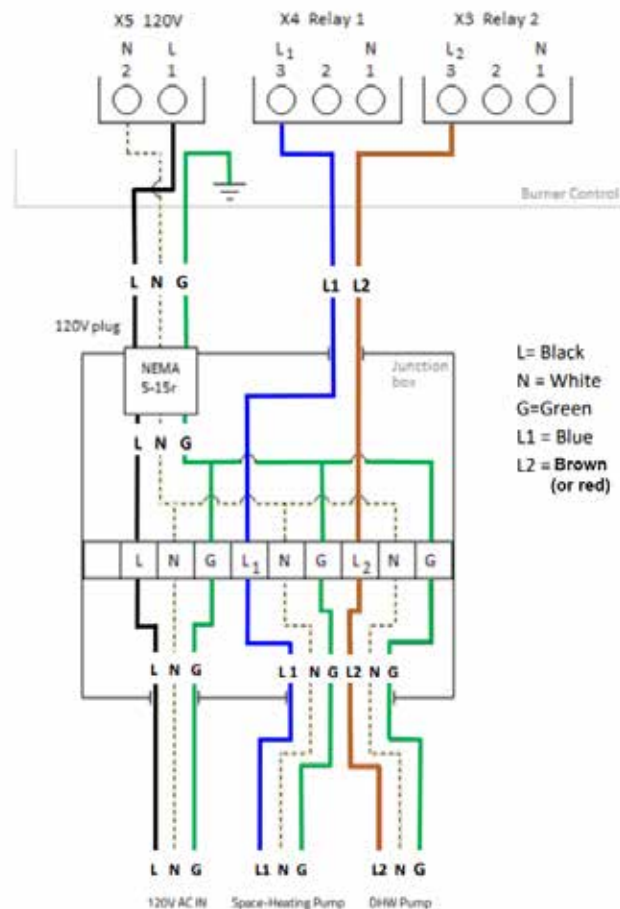 X5 120V X4 Relay 1 X3 Relay 2
N L L1 N L2 N
2 1 3 2 1 3 2 1
Burner Control
L N G L1 L2
120V plug
NEMA
5-15r
Junction
box
L= Black
N = White
G=Green
L1 = Blue
L2 = Brown
(or red)
L N G
L N G L1 N G L2 N G
L N G L1 N G L2 N G
L N G L1 N G L2 N G
120V AC IN Space-Heating Pump DHW Pump